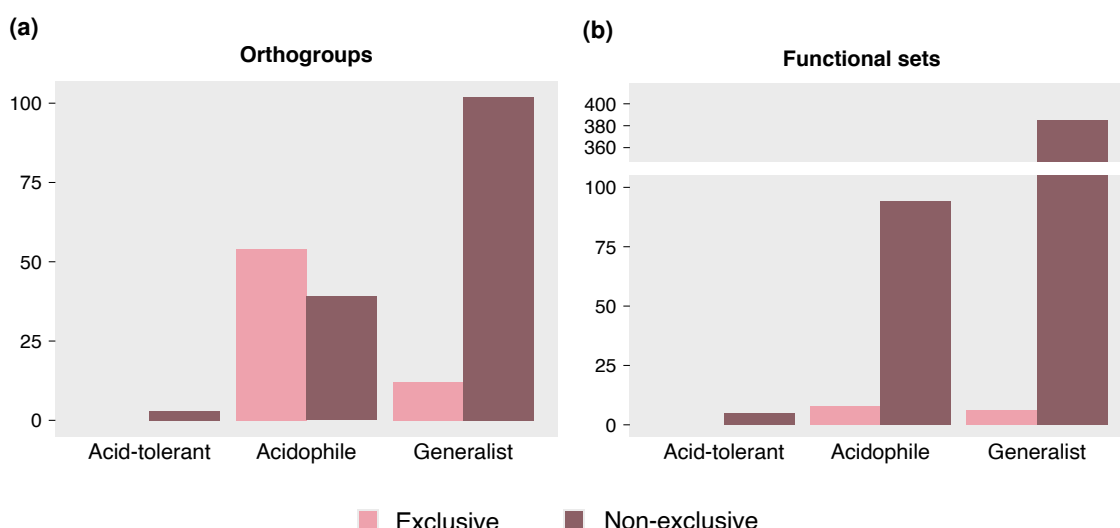 (a)
Orthogroups
100
75
50
25
0
Acid-tolerant Acidophile Generalist
(b)
Functional sets
400
380
360
100
75
50
25
0
Acid-tolerant Acidophile Generalist
Exclusive Non-exclusive